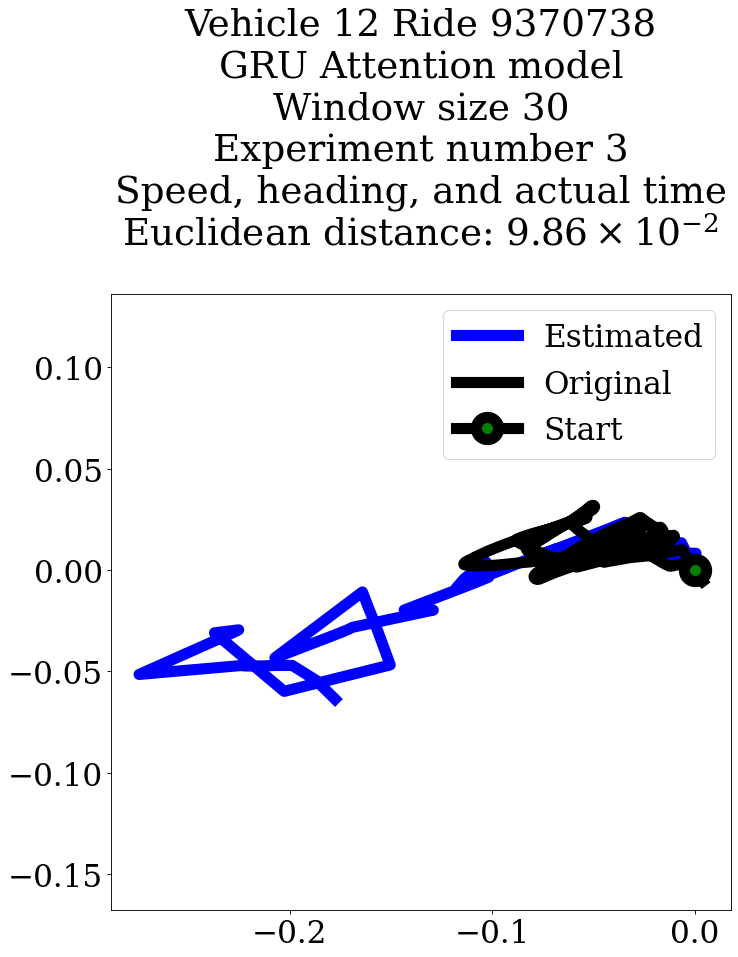 Vehicle 12 Ride 9370738
GRU Attention model
Window size 30
Experiment number 3
Speed, heading, and actual time
Euclidean distance: 9.86 × 10⁻²
Estimated
Original
Start
0.10
0.05
0.00
−0.05
−0.10
−0.15
−0.2
−0.1
0.0